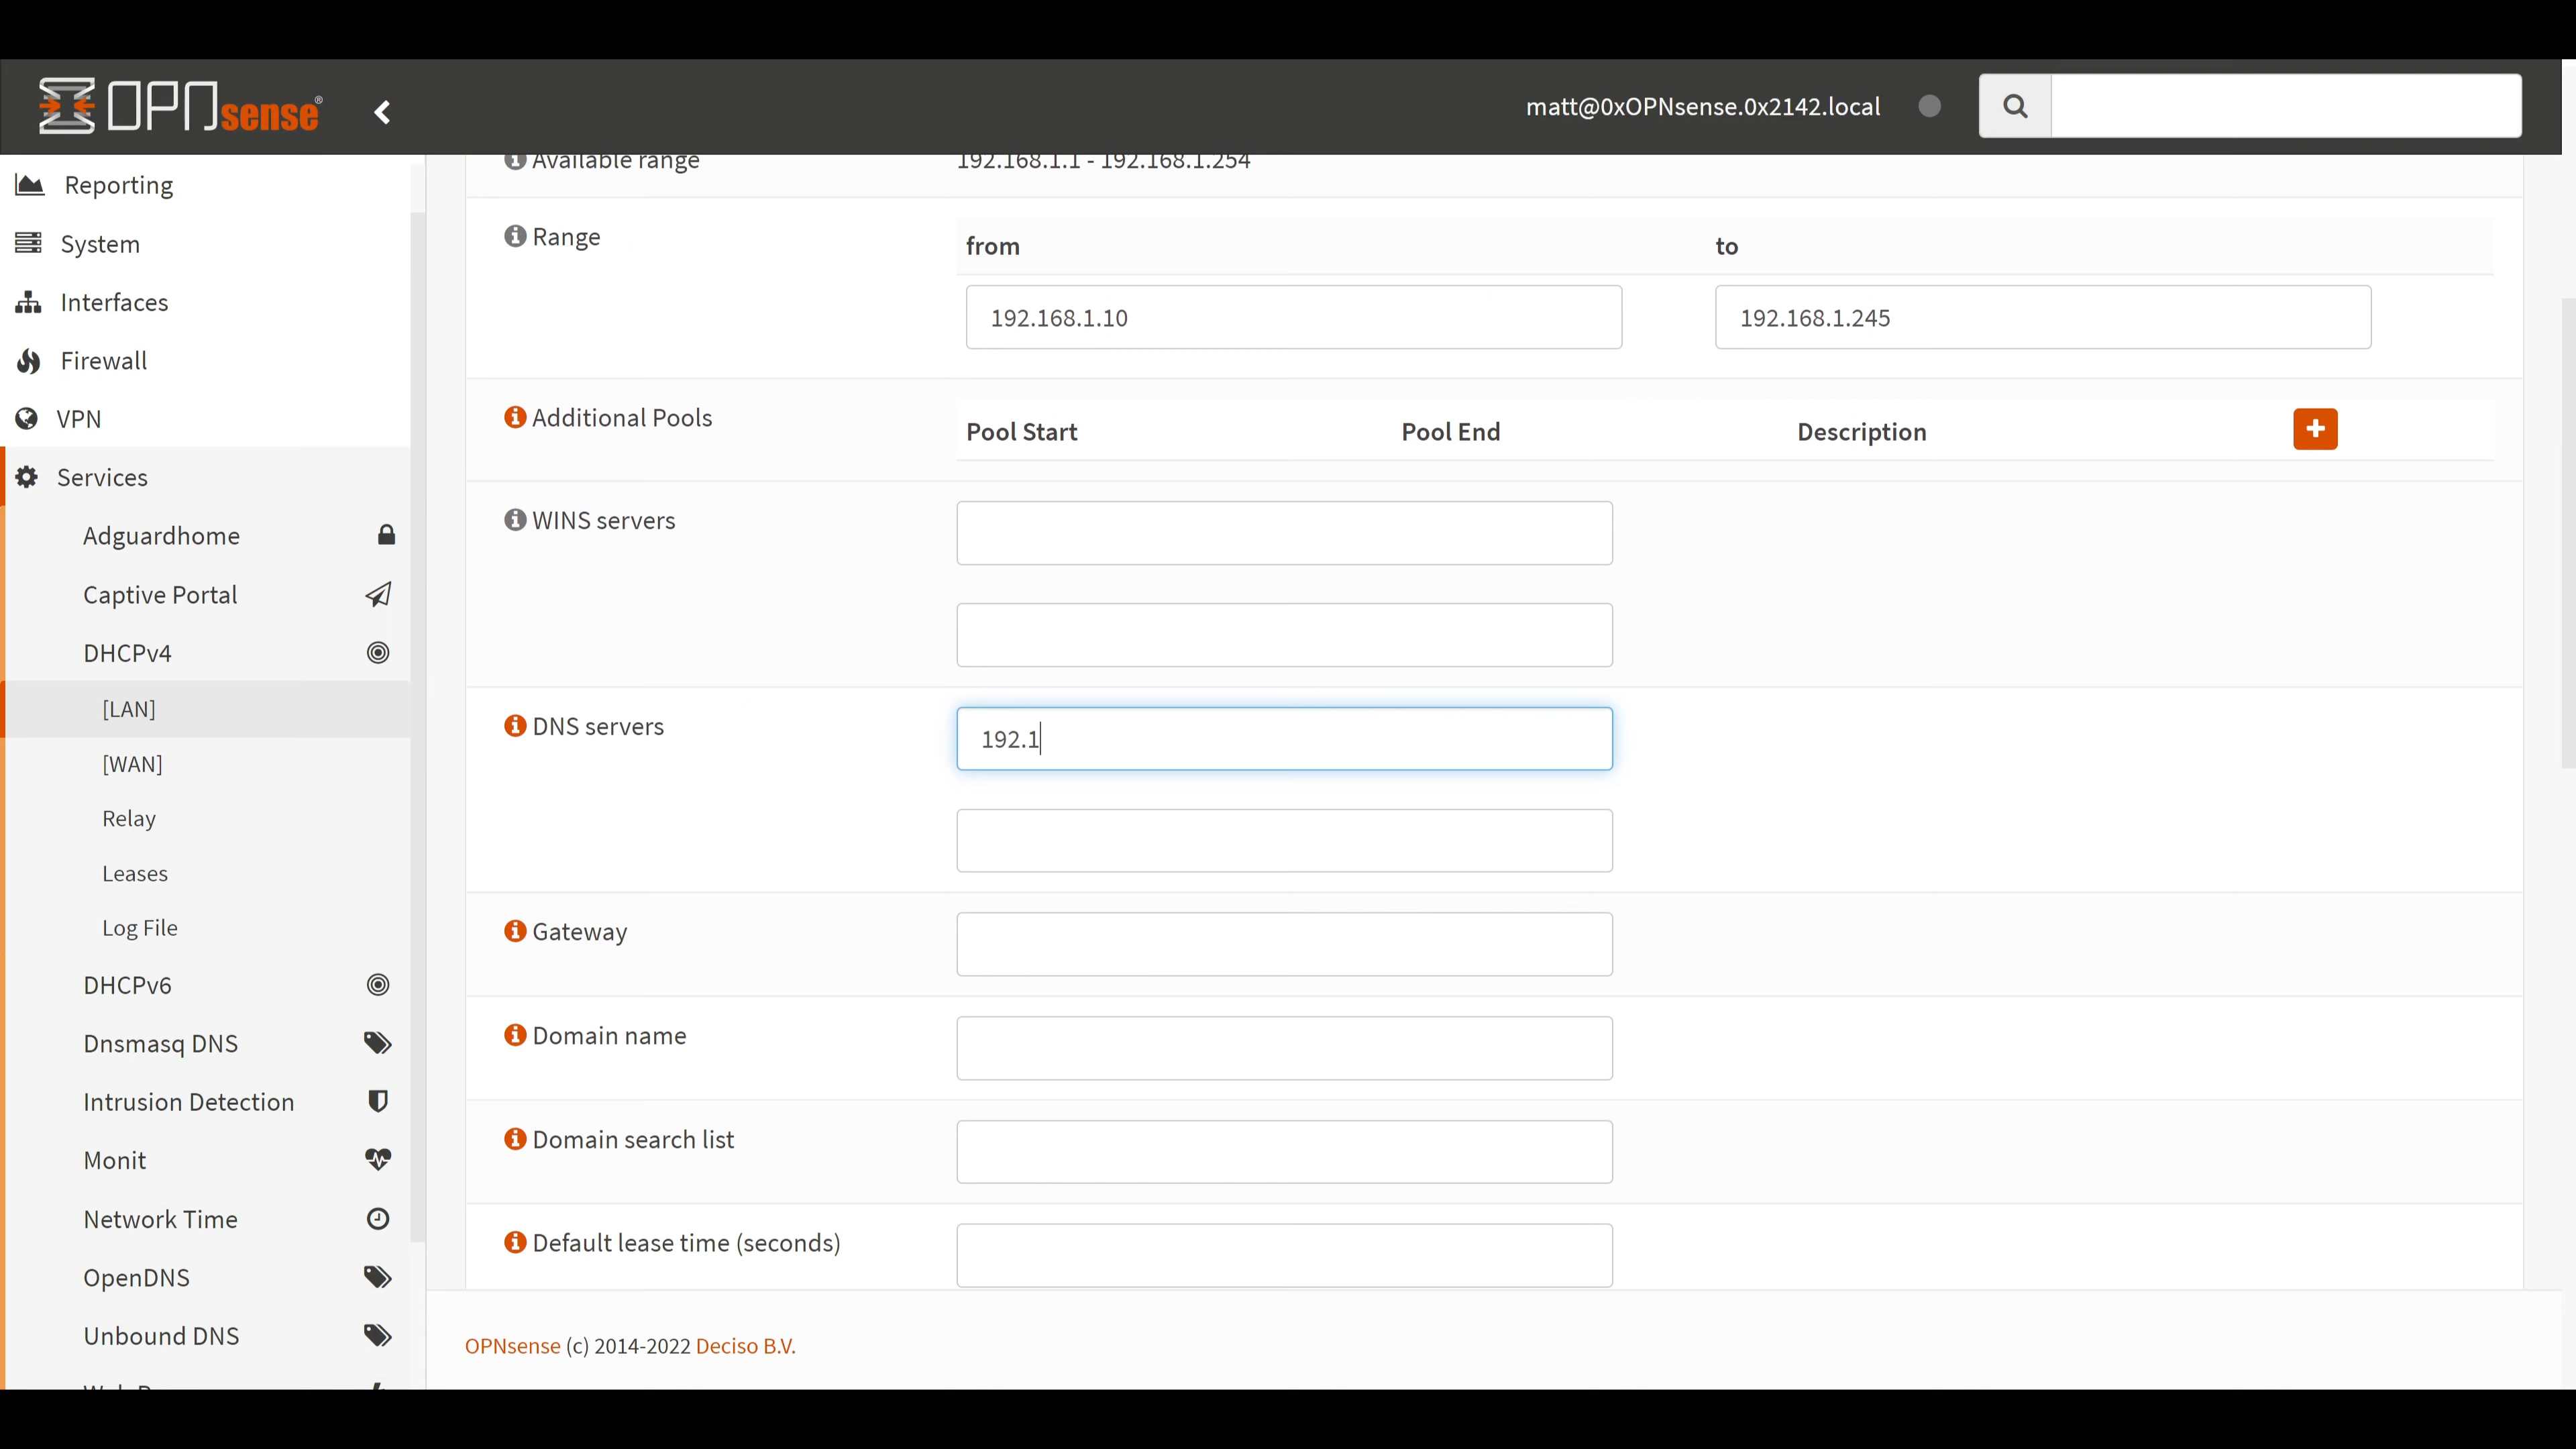 OPNsense®
matt@0xOPNsense.0x2142.local
Reporting
System
Interfaces
Firewall
VPN
Services
Adguardhome
Captive Portal
DHCPv4
[LAN]
[WAN]
Relay
Leases
Log File
DHCPv6
Dnsmasq DNS
Intrusion Detection
Monit
Network Time
OpenDNS
Unbound DNS
Available range 192.168.1.1 - 192.168.1.254
Range from to
192.168.1.10 192.168.1.245
Additional Pools Pool Start Pool End Description
WINS servers
DNS servers 192.1
Gateway
Domain name
Domain search list
Default lease time (seconds)
OPNsense (c) 2014-2022 Deciso B.V.